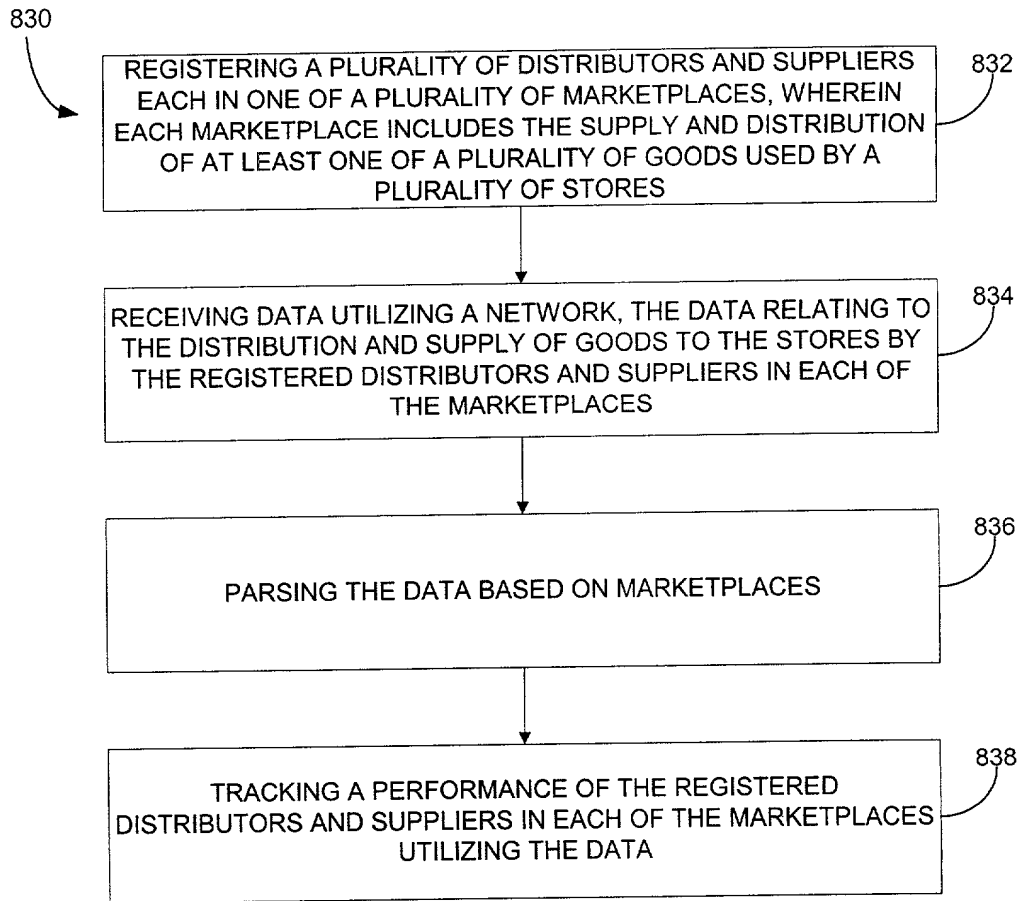 830
REGISTERING A PLURALITY OF DISTRIBUTORS AND SUPPLIERS
EACH IN ONE OF A PLURALITY OF MARKETPLACES, WHEREIN
EACH MARKETPLACE INCLUDES THE SUPPLY AND DISTRIBUTION
OF AT LEAST ONE OF A PLURALITY OF GOODS USED BY A
PLURALITY OF STORES
832
RECEIVING DATA UTILIZING A NETWORK, THE DATA RELATING TO
THE DISTRIBUTION AND SUPPLY OF GOODS TO THE STORES BY
THE REGISTERED DISTRIBUTORS AND SUPPLIERS IN EACH OF
THE MARKETPLACES
834
PARSING THE DATA BASED ON MARKETPLACES
836
TRACKING A PERFORMANCE OF THE REGISTERED
DISTRIBUTORS AND SUPPLIERS IN EACH OF THE MARKETPLACES
UTILIZING THE DATA
838